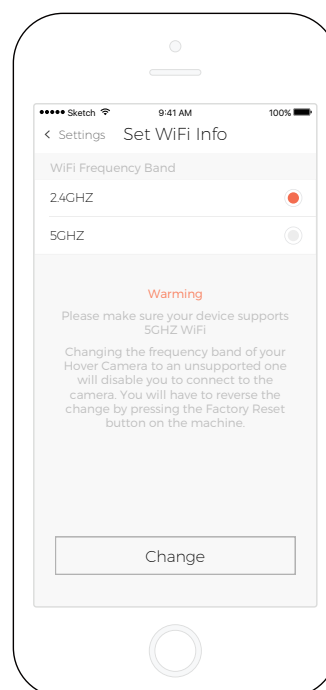 Sketch 9:41 AM 100%
Settings Set WiFi Info
WiFi Frequency Band
2.4GHZ
5GHZ
Warming
Please make sure your device supports
5GHZ WiFi
Changing the frequency band of your
Hover Camera to an unsupported one
will disable you to connect to the
camera. You will have to reverse the
change by pressing the Factory Reset
button on the machine.
Change